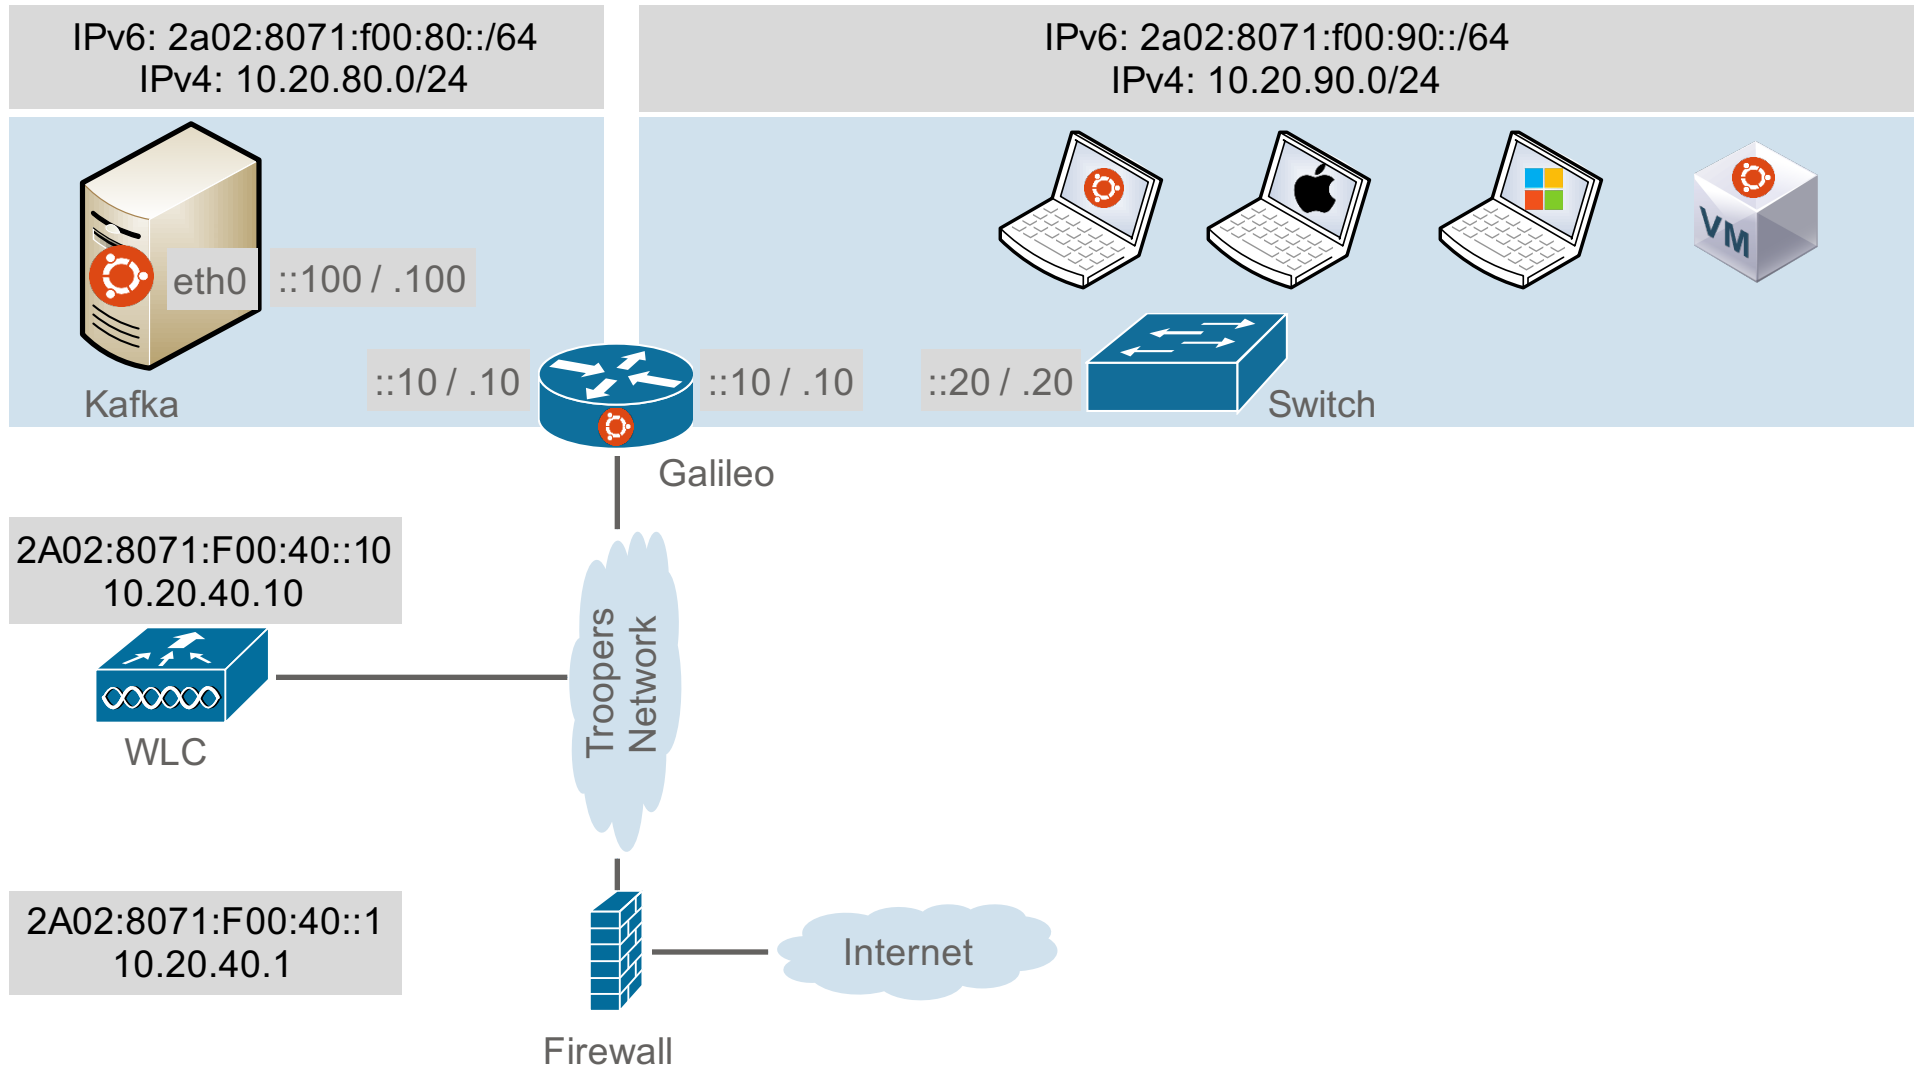 IPv6: 2a02:8071:f00:80::/64
IPv4: 10.20.80.0/24
IPv6: 2a02:8071:f00:90::/64
IPv4: 10.20.90.0/24
eth0
::100 / .100
VM
::10 / .10
::10 / .10
::20 / .20
Kafka
Switch
Galileo
2A02:8071:F00:40::10
10.20.40.10
Troopers
Network
WLC
2A02:8071:F00:40::1
10.20.40.1
Internet
Firewall